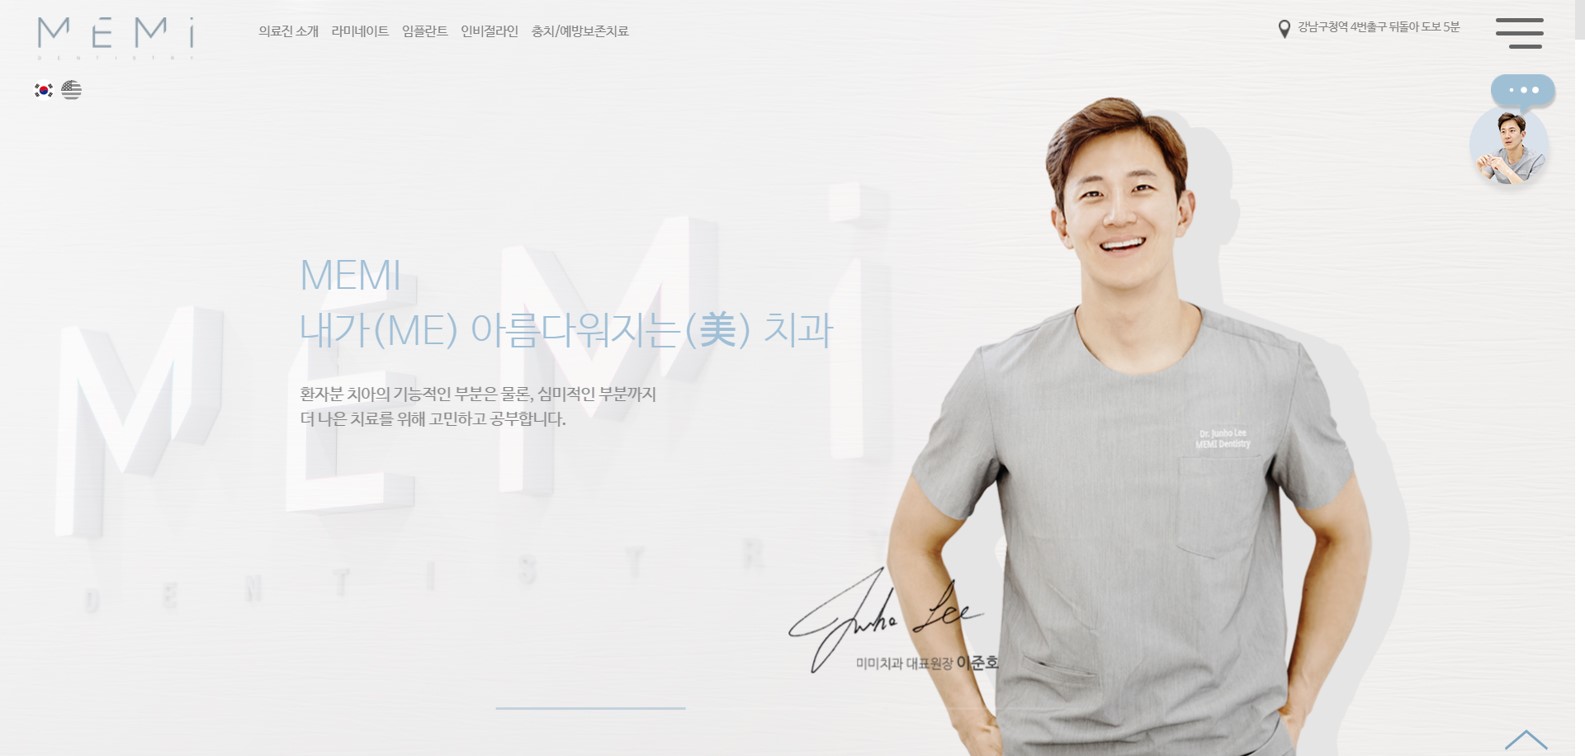 MEMi
DENTISTRY
의료진 소개 라미네이트 임플란트 인비절라인 충치/예방보존치료
강남구청역 4번출구 뒤돌아 도보 5분
MEMI
내가(ME) 아름다워지는(美) 치과
환자분 치아의 기능적인 부분은 물론, 심미적인 부분까지
더 나은 치료를 위해 고민하고 공부합니다.
MEMi
DENTISTR
Dr. Junho Lee
MEMI Dentistry
Junho Lee
미미치과 대표원장 이준호